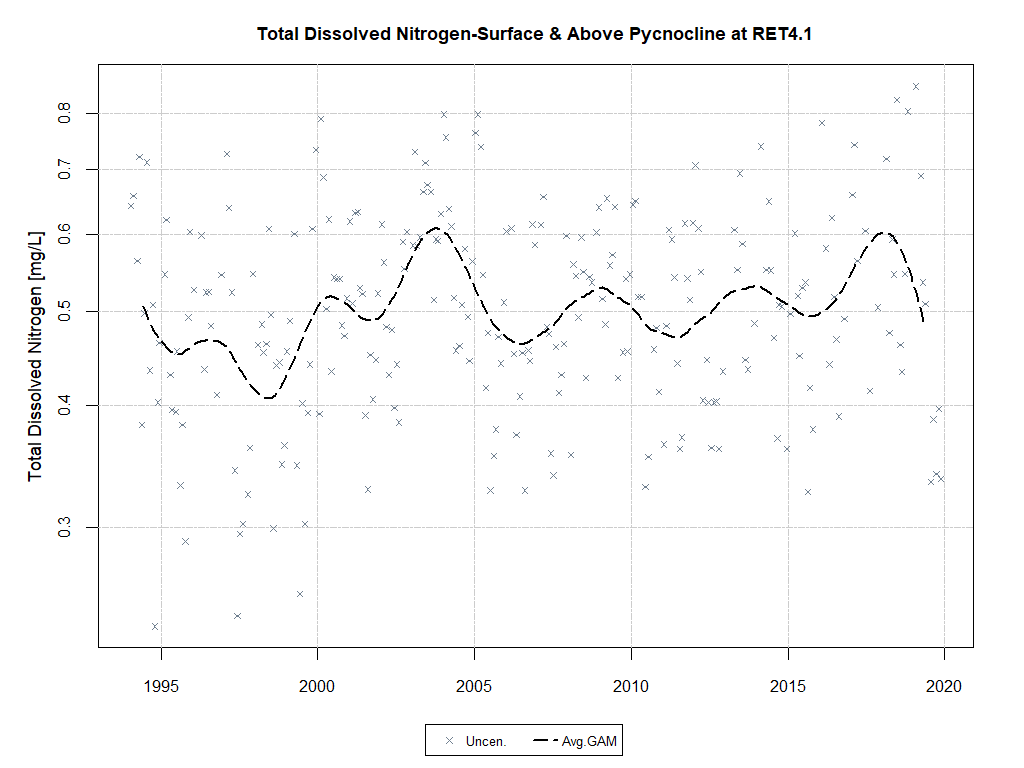 Total Dissolved Nitrogen-Surface & Above Pycnocline at RET4.1
Total Dissolved Nitrogen [mg/L]
0.8
0.7
0.6
0.5
0.4
0.3
1995 2000 2005 2010 2015 2020
Uncen. Avg.GAM